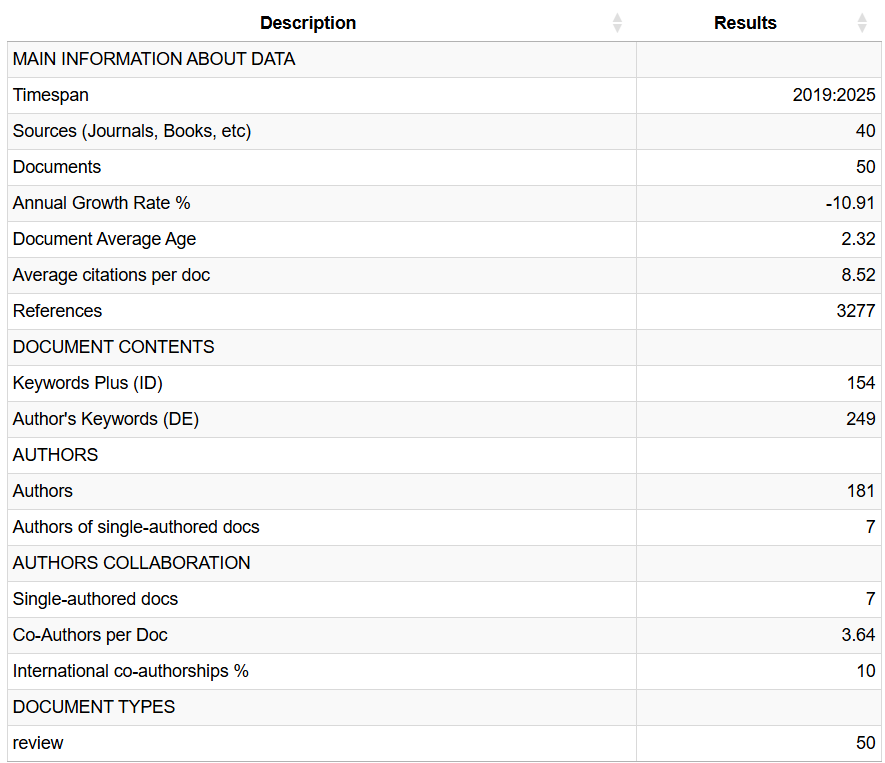 Description Results
MAIN INFORMATION ABOUT DATA
Timespan 2019:2025
Sources (Journals, Books, etc) 40
Documents 50
Annual Growth Rate % -10.91
Document Average Age 2.32
Average citations per doc 8.52
References 3277
DOCUMENT CONTENTS
Keywords Plus (ID) 154
Author's Keywords (DE) 249
AUTHORS
Authors 181
Authors of single-authored docs 7
AUTHORS COLLABORATION
Single-authored docs 7
Co-Authors per Doc 3.64
International co-authorships % 10
DOCUMENT TYPES
review 50